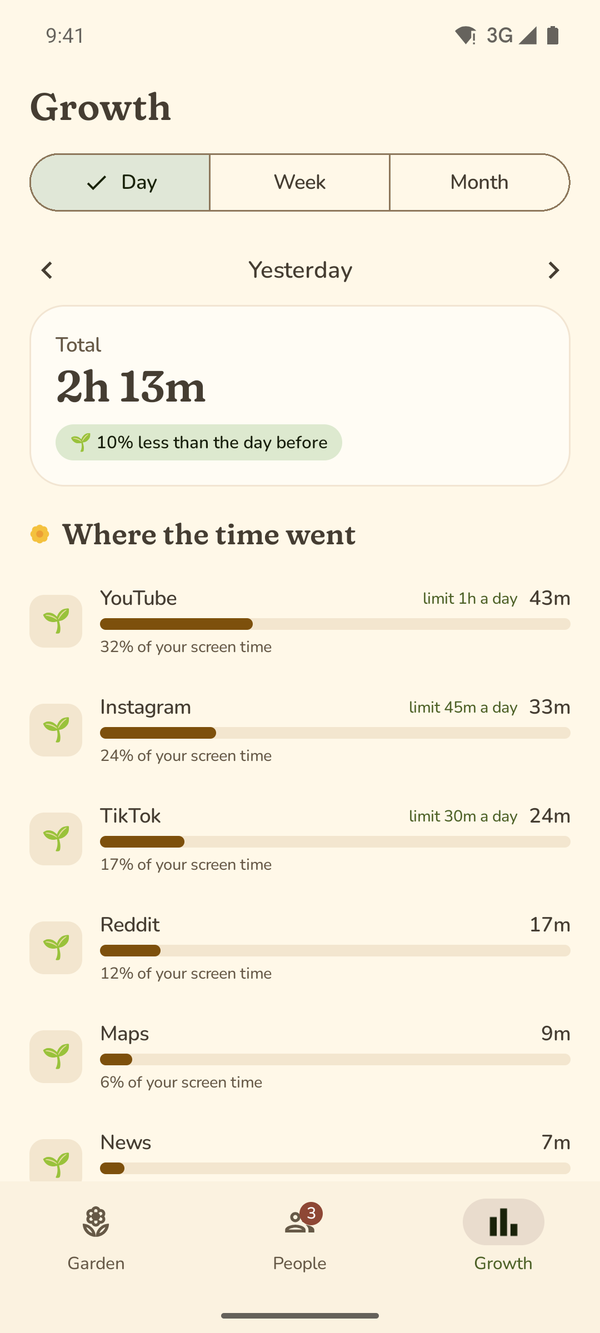 9:41
3G
Growth
Day
Week
Month
Yesterday
Total
2h 13m
10% less than the day before
Where the time went
YouTube
limit 1h a day 43m
32% of your screen time
Instagram
limit 45m a day 33m
24% of your screen time
TikTok
limit 30m a day 24m
17% of your screen time
Reddit
17m
12% of your screen time
Maps
9m
6% of your screen time
News
7m
3
Garden
People
Growth